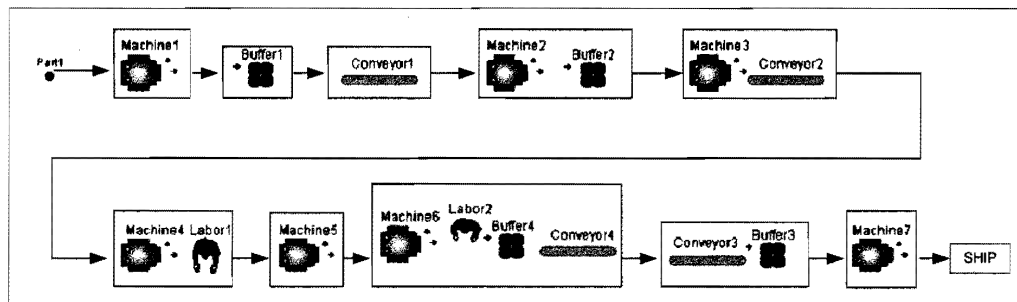 Part1
Machine1
Buffer1
Conveyor1
Machine2
Buffer2
Machine3
Conveyor2
Machine4
Labor1
Machine5
Machine6
Labor2
Buffer4
Conveyor4
Conveyor3
Buffer3
Machine7
SHIP